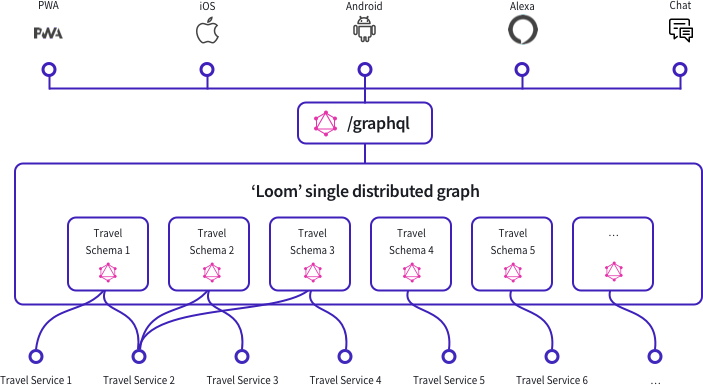 PWA
iOS
Android
Alexa
Chat
PWA
/graphql
‘Loom’ single distributed graph
Travel
Schema 1
Travel
Schema 2
Travel
Schema 3
Travel
Schema 4
Travel
Schema 5
...
Travel Service 1
Travel Service 2
Travel Service 3
Travel Service 4
Travel Service 5
Travel Service 6
...